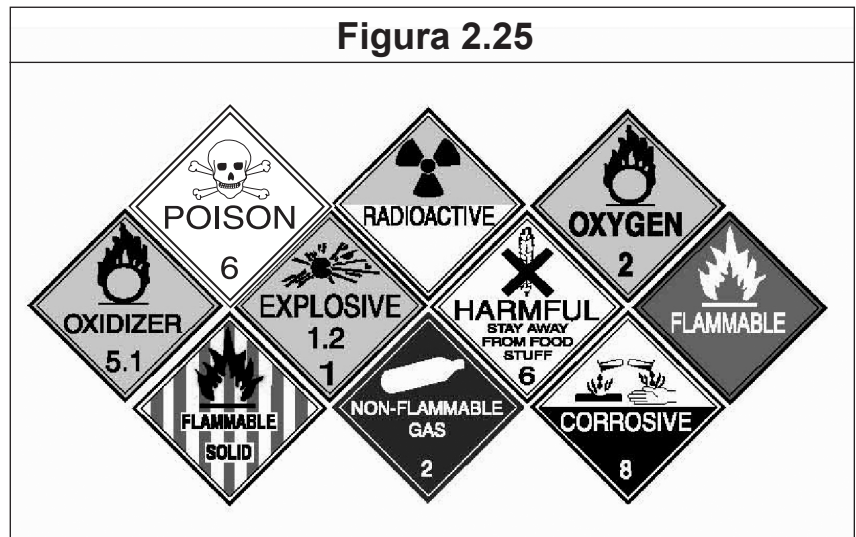 Figura 2.25
POISON
6
RADIOACTIVE
OXYGEN
2
OXIDIZER
5.1
EXPLOSIVE
1.2
1
HARMFUL
STAY AWAY
FROM FOOD
STUFF
6
FLAMMABLE
FLAMMABLE
SOLID
NON-FLAMMABLE
GAS
2
CORROSIVE
8